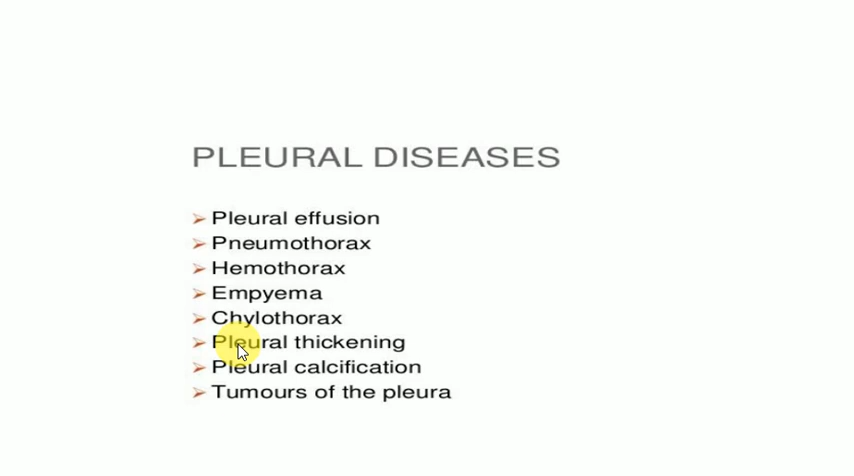 PLEURAL DISEASES
➢ Pleural effusion
➢ Pneumothorax
➢ Hemothorax
➢ Empyema
➢ Chylothorax
➢ Pleural thickening
➢ Pleural calcification
➢ Tumours of the pleura